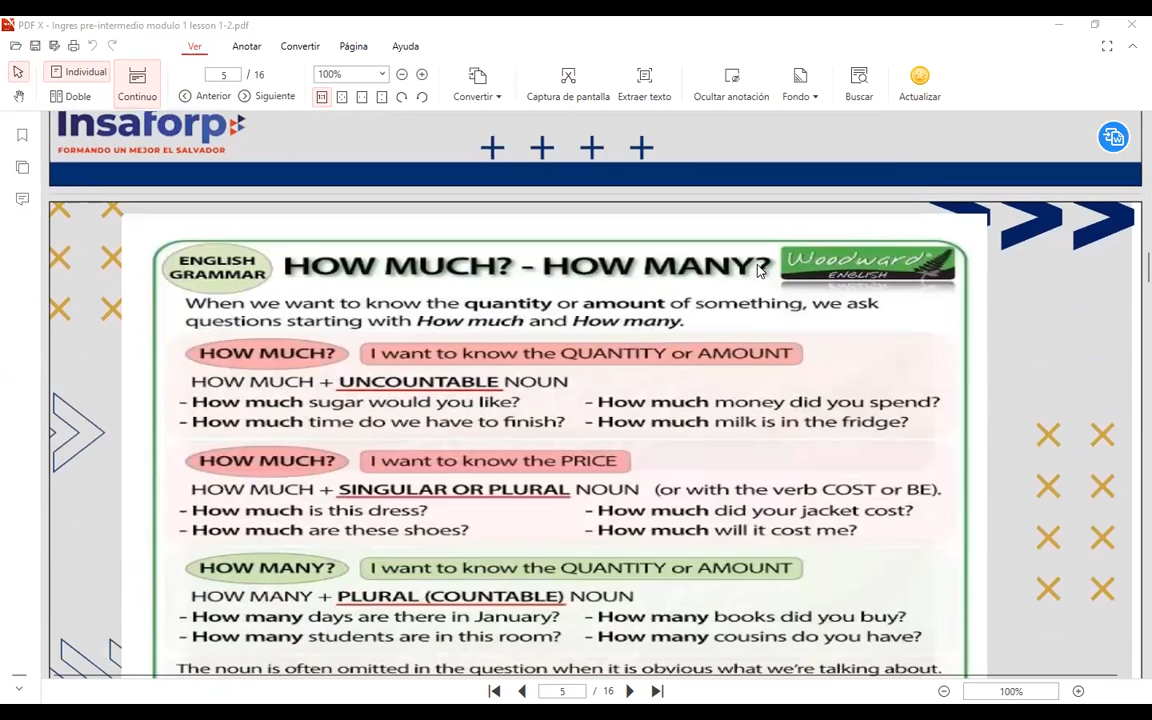 PDF X - Ingres pre-intermedio modulo 1 lesson 1-2.pdf
Ver Anotar Convertir Página Ayuda
Individual
Doble
Continuo
5 / 16
Anterior Siguiente
100%
Convertir
Captura de pantalla
Extraer texto
Ocultar anotación
Fondo
Buscar
Actualizar
Insaforp
FORMANDO UN MEJOR EL SALVADOR
ENGLISH
GRAMMAR
HOW MUCH? - HOW MANY?
Woodward
ENGLISH
When we want to know the quantity or amount of something, we ask
questions starting with How much and How many.
HOW MUCH? I want to know the QUANTITY or AMOUNT
HOW MUCH + UNCOUNTABLE NOUN
- How much sugar would you like? - How much money did you spend?
- How much time do we have to finish? - How much milk is in the fridge?
HOW MUCH? I want to know the PRICE
HOW MUCH + SINGULAR OR PLURAL NOUN (or with the verb COST or BE).
- How much is this dress? - How much did your jacket cost?
- How much are these shoes? - How much will it cost me?
HOW MANY? I want to know the QUANTITY or AMOUNT
HOW MANY + PLURAL (COUNTABLE) NOUN
- How many days are there in January? - How many books did you buy?
- How many students are in this room? - How many cousins do you have?
The noun is often omitted in the question when it is obvious what we're talking about.
5 / 16
100%